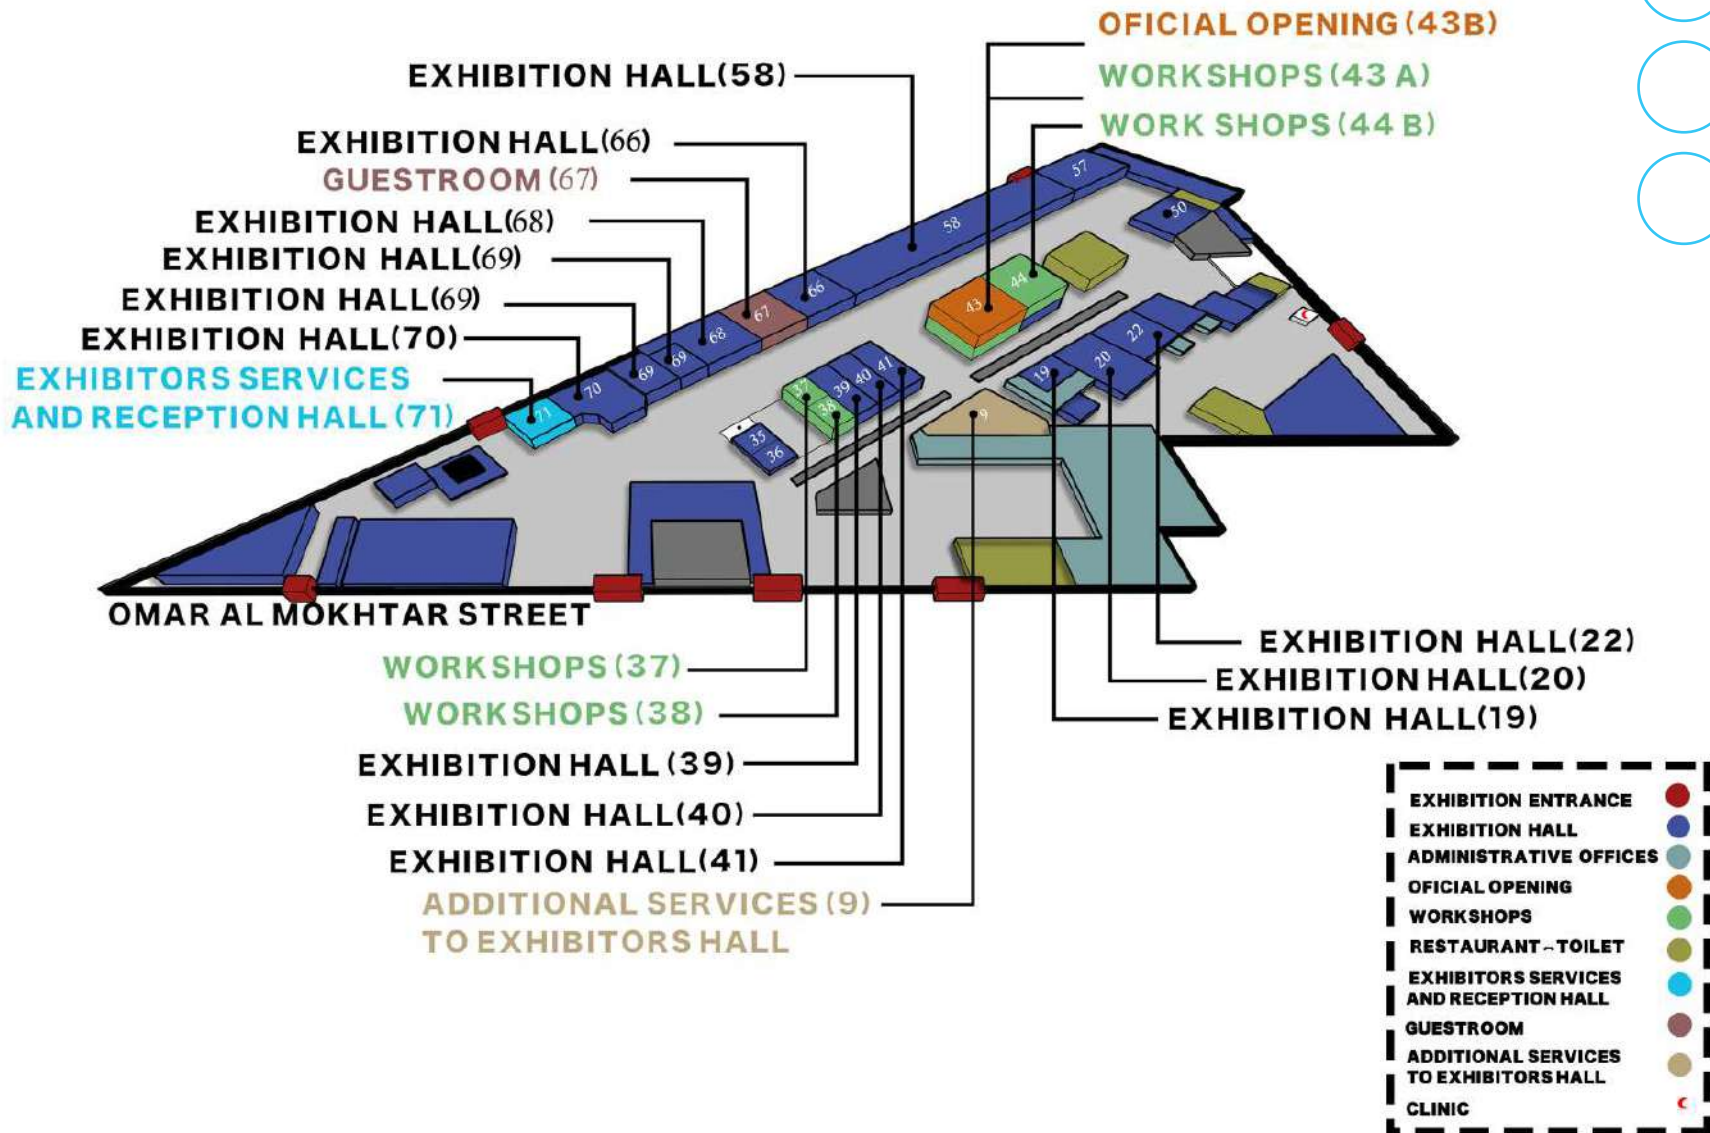 OFICIAL OPENING (43B)
WORKSHOPS (43 A)
WORK SHOPS (44 B)
EXHIBITION HALL(58)
EXHIBITION HALL(66)
GUESTROOM (67)
EXHIBITION HALL(68)
EXHIBITION HALL(69)
EXHIBITION HALL(69)
EXHIBITION HALL(70)
EXHIBITORS SERVICES
AND RECEPTION HALL (71)
57
58
50
66
67
68
69
69
70
71
44
43
22
20
19
41
40
39
37
38
35
36
9
OMAR AL MOKHTAR STREET
WORKSHOPS (37)
WORKSHOPS (38)
EXHIBITION HALL (39)
EXHIBITION HALL(40)
EXHIBITION HALL(41)
ADDITIONAL SERVICES (9)
TO EXHIBITORS HALL
EXHIBITION HALL(22)
EXHIBITION HALL(20)
EXHIBITION HALL(19)
EXHIBITION ENTRANCE
EXHIBITION HALL
ADMINISTRATIVE OFFICES
OFICIAL OPENING
WORKSHOPS
RESTAURANT - TOILET
EXHIBITORS SERVICES
AND RECEPTION HALL
GUESTROOM
ADDITIONAL SERVICES
TO EXHIBITORS HALL
CLINIC